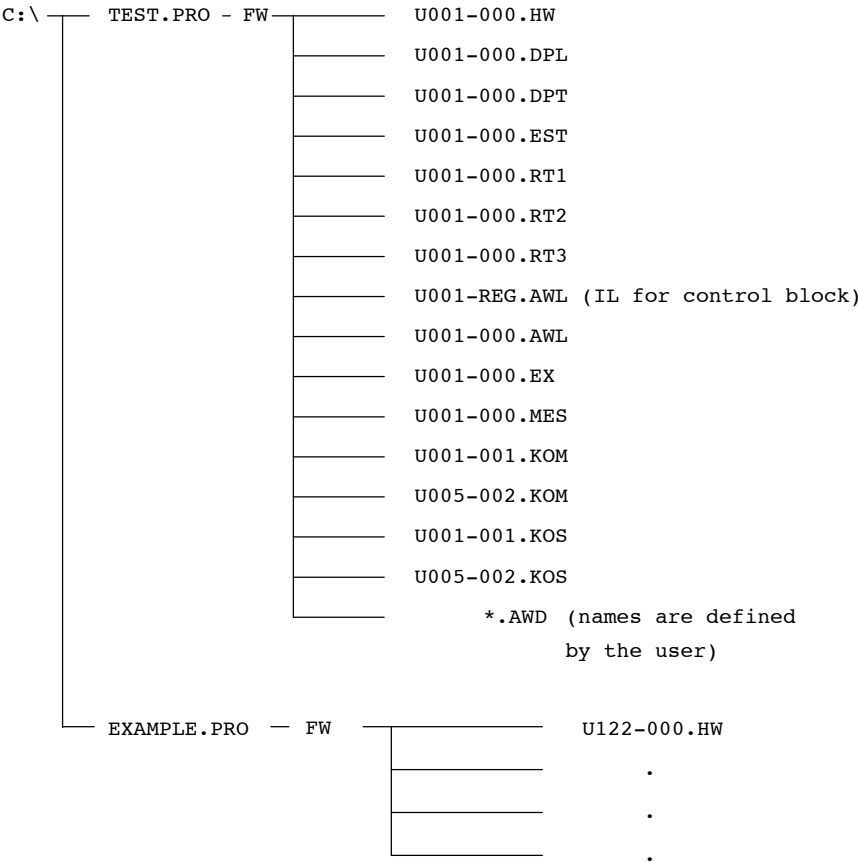 C:\ TEST.PRO - FW U001-000.HW
U001-000.DPL
U001-000.DPT
U001-000.EST
U001-000.RT1
U001-000.RT2
U001-000.RT3
U001-REG.AWL (IL for control block)
U001-000.AWL
U001-000.EX
U001-000.MES
U001-001.KOM
U005-002.KOM
U001-001.KOS
U005-002.KOS
*.AWD (names are defined
by the user)
EXAMPLE.PRO — FW U122-000.HW
.
.
.